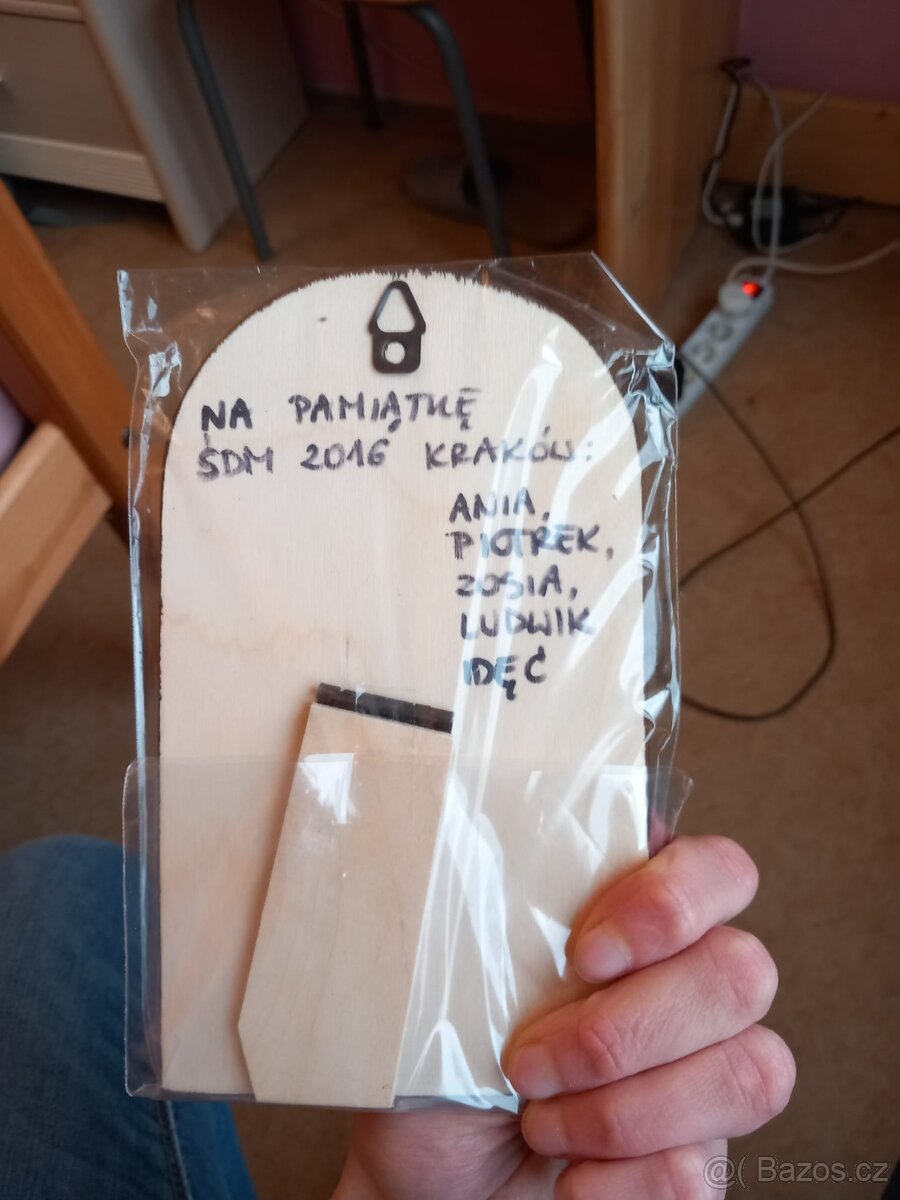 NA PAMIĄTKĘ
ŚDM 2016 KRAKÓW:
ANIA,
PIOTREK,
ZOSIA,
LUDWIK
IDĘĆ
@( Bazos.cz